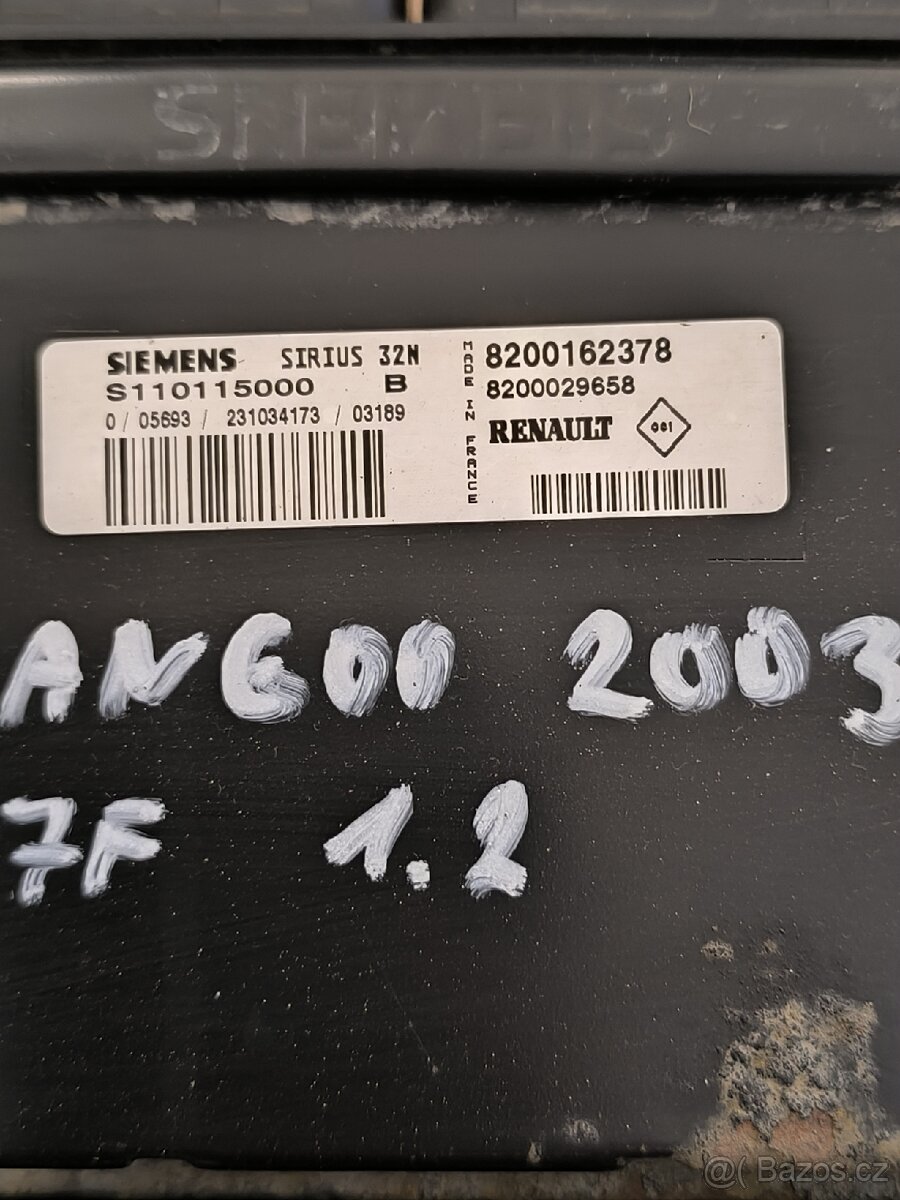 SIEMENS
SIEMENS SIRIUS 32N
S110115000 B
0 / 05693 / 231034173 / 03189
MADE IN FRANCE
8200162378
8200029658
RENAULT 001
ANGOO 2003
7F 1.2
@( Bazos.cz